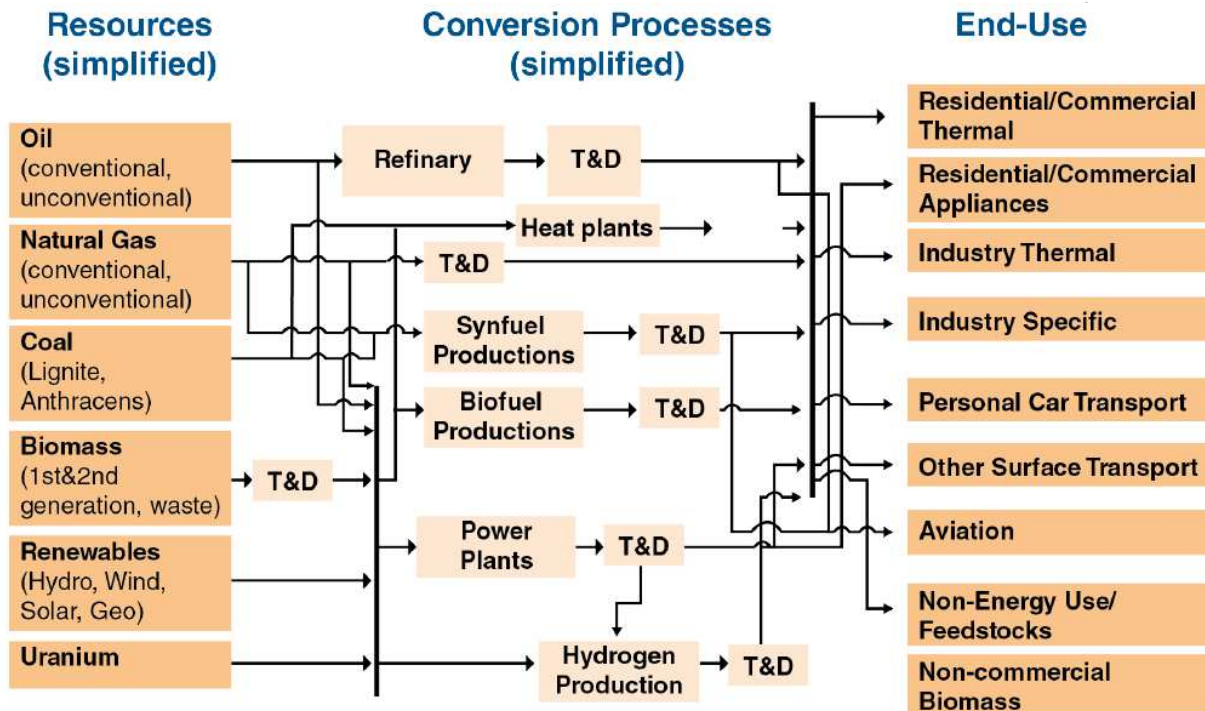 Resources
(simplified)
Conversion Processes
(simplified)
End-Use
Oil
(conventional,
unconventional)
Natural Gas
(conventional,
unconventional)
Coal
(Lignite,
Anthracens)
Biomass
(1st&2nd
generation, waste)
Renewables
(Hydro, Wind,
Solar, Geo)
Uranium
T&D
Refinary
T&D
Heat plants
T&D
Synfuel
Productions
T&D
Biofuel
Productions
T&D
Power
Plants
T&D
Hydrogen
Production
T&D
Residential/Commercial
Thermal
Residential/Commercial
Appliances
Industry Thermal
Industry Specific
Personal Car Transport
Other Surface Transport
Aviation
Non-Energy Use/
Feedstocks
Non-commercial
Biomass